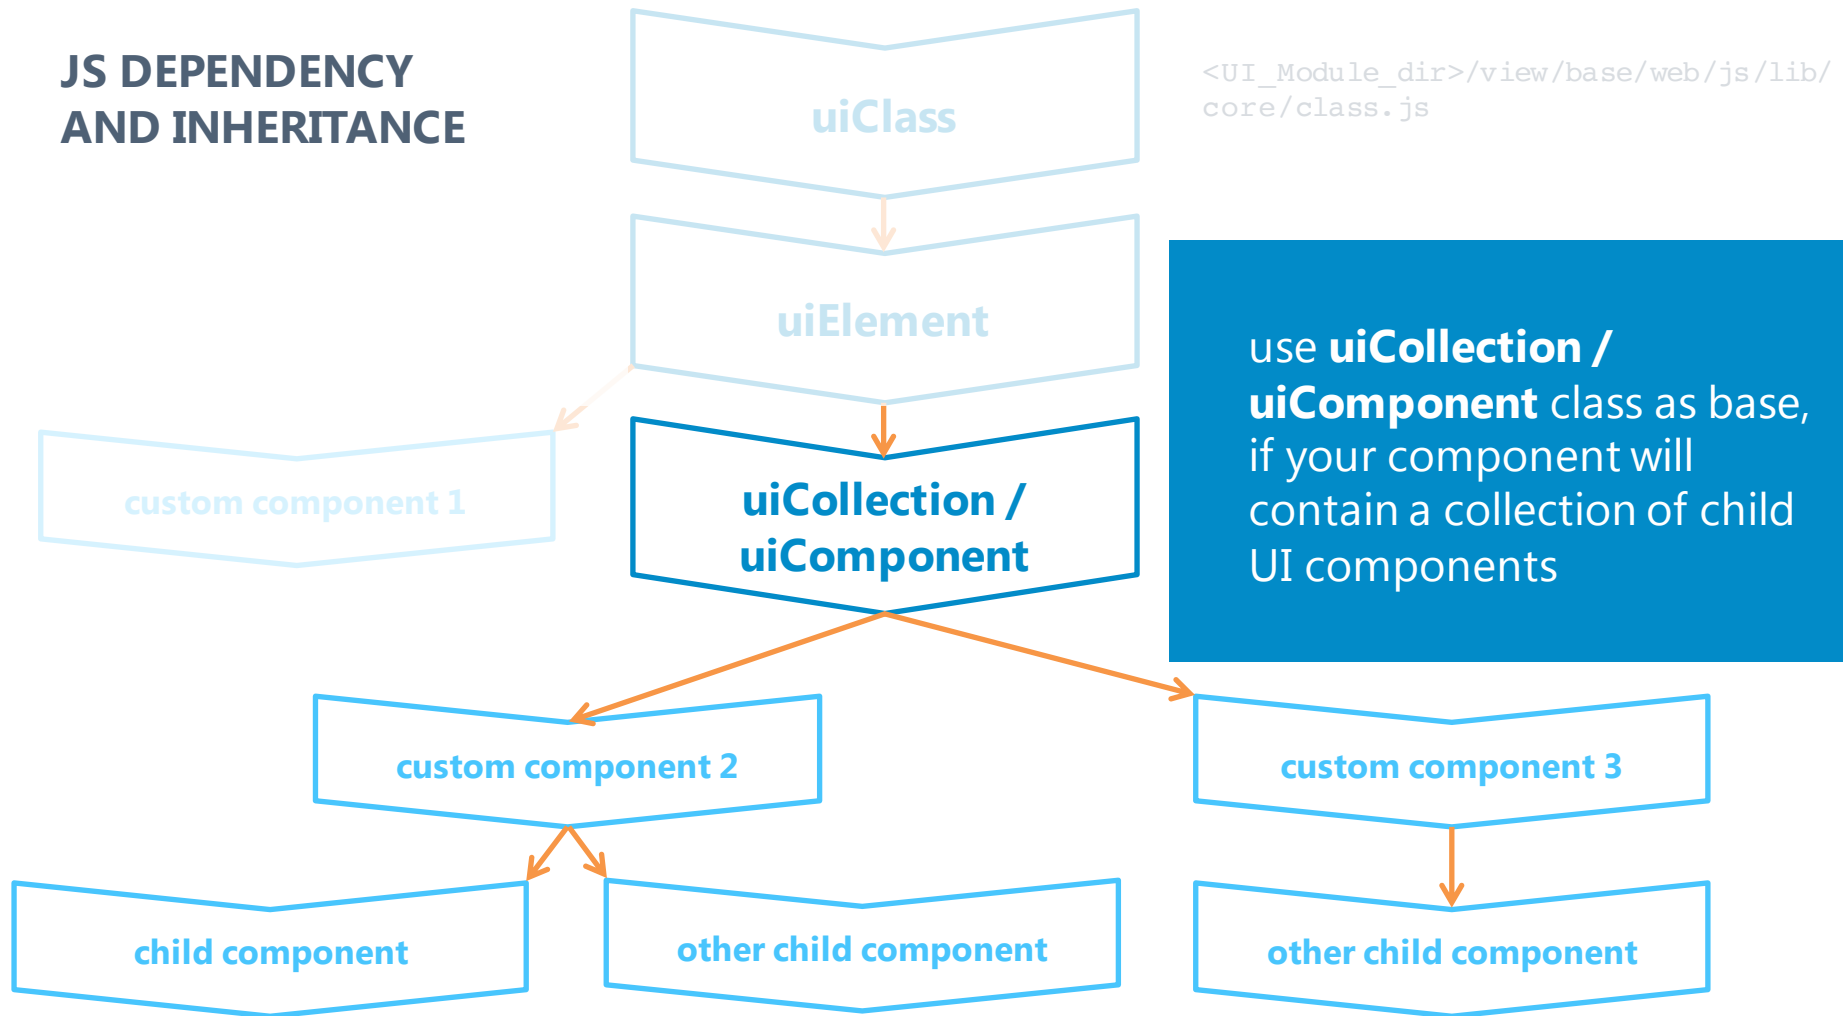 JS DEPENDENCY
AND INHERITANCE
uiClass
<UI_Module_dir>/view/base/web/js/lib/
core/class.js
uiElement
use uiCollection /
uiComponent class as base,
if your component will
contain a collection of child
UI components
custom component 1
uiCollection /
uiComponent
custom component 2
custom component 3
child component
other child component
other child component